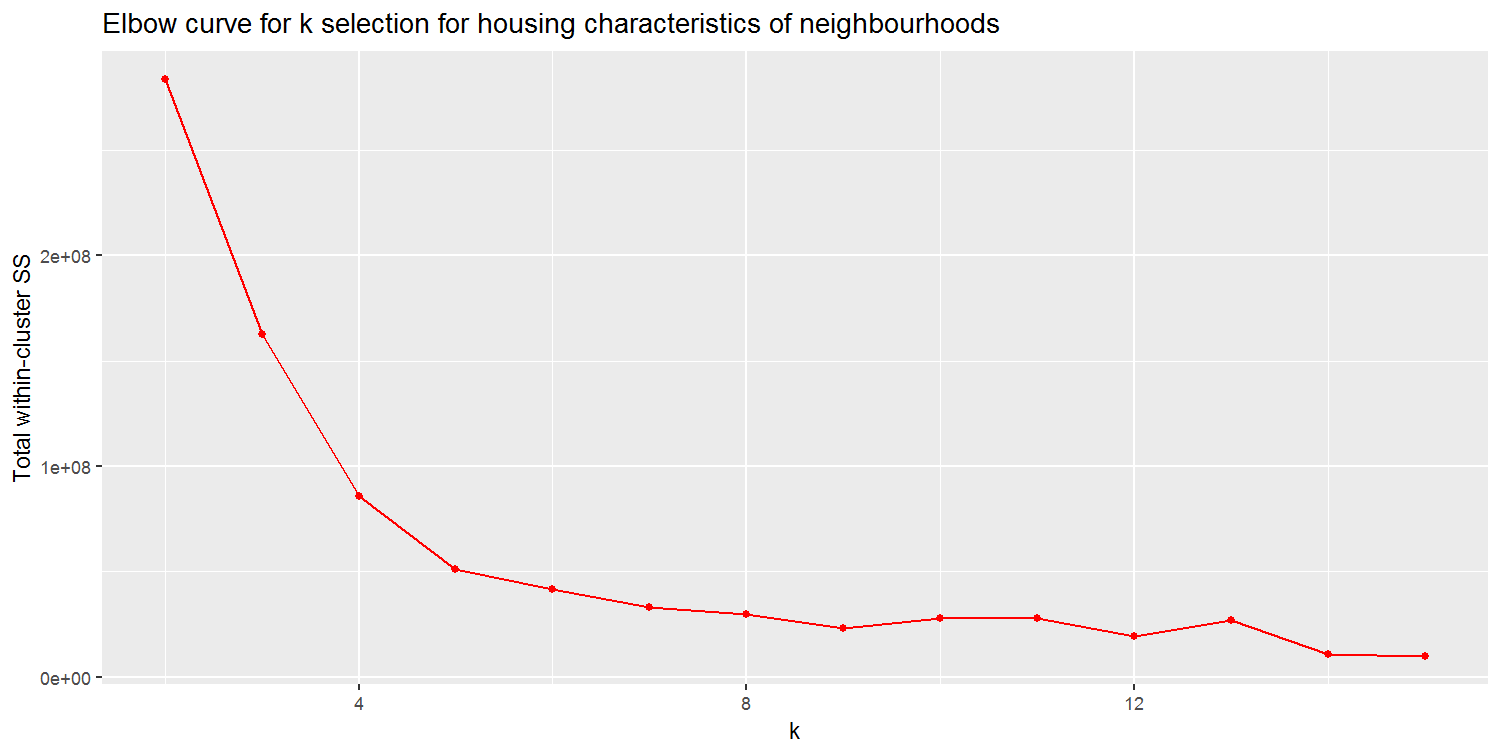 Elbow curve for k selection for housing characteristics of neighbourhoods
Total within-cluster SS
2e+08
1e+08
0e+00
4
8
12
k